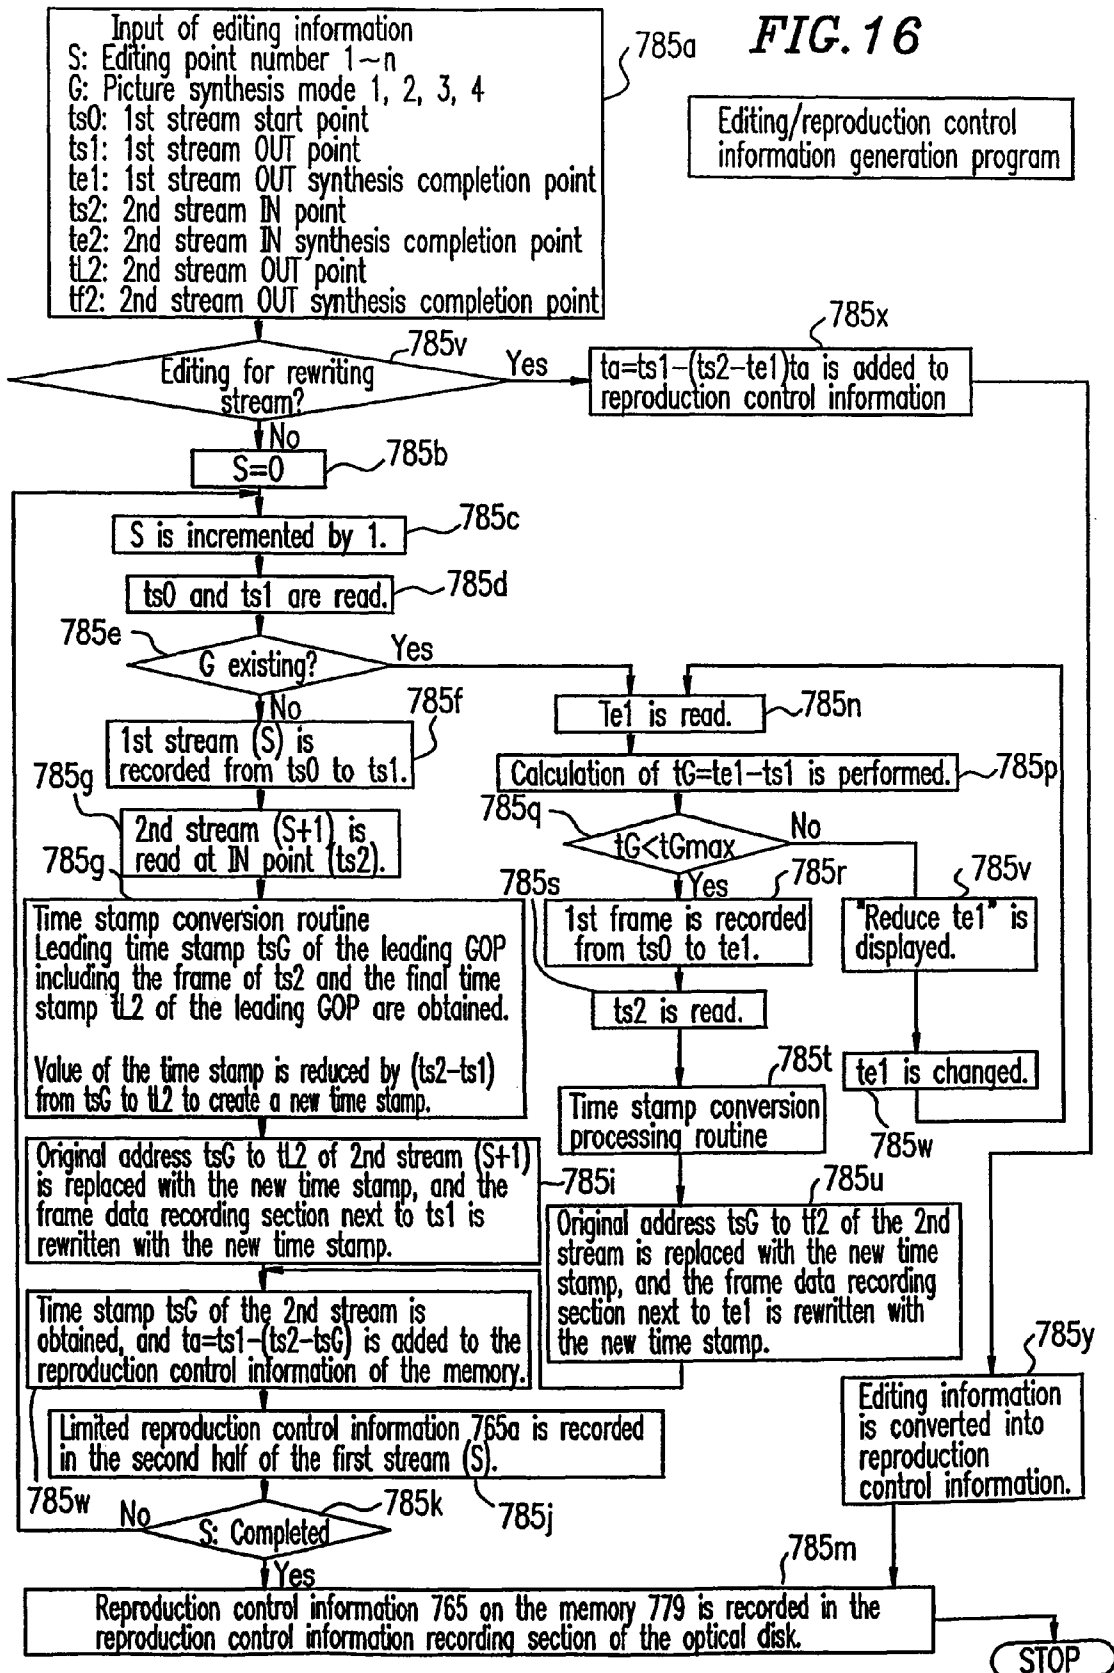 FIG. 16
Editing/reproduction control
information generation program
Input of editing information
S: Editing point number 1~n
G: Picture synthesis mode 1, 2, 3, 4
ts0: 1st stream start point
ts1: 1st stream OUT point
te1: 1st stream OUT synthesis completion point
ts2: 2nd stream IN point
te2: 2nd stream IN synthesis completion point
tL2: 2nd stream OUT point
tf2: 2nd stream OUT synthesis completion point
785a
785v
Editing for rewriting
stream?
Yes
785x
ta=ts1-(ts2-te1)ta is added to
reproduction control information
No
785b
S=0
785c
S is incremented by 1.
785d
ts0 and ts1 are read.
785e
G existing?
Yes
No
785f
1st stream (S) is
recorded from ts0 to ts1.
785g
2nd stream (S+1) is
read at IN point (ts2).
785g
Time stamp conversion routine
Leading time stamp tsG of the leading GOP
including the frame of ts2 and the final time
stamp tL2 of the leading GOP are obtained.
Value of the time stamp is reduced by (ts2-ts1)
from tsG to tL2 to create a new time stamp.
Original address tsG to tL2 of 2nd stream (S+1)
is replaced with the new time stamp, and the
frame data recording section next to ts1 is
rewritten with the new time stamp.
785i
Time stamp tsG of the 2nd stream is
obtained, and ta=ts1-(ts2-tsG) is added to the
reproduction control information of the memory.
785w
Limited reproduction control information 765a is recorded
in the second half of the first stream (S).
785j
785k
No
S: Completed
Yes
Te1 is read.
785n
Calculation of tG=te1-ts1 is performed.
785p
785q
tG<tGmax
No
Yes
785r
785s
1st frame is recorded
from ts0 to te1.
785v
"Reduce te1" is
displayed.
ts2 is read.
te1 is changed.
785w
785t
Time stamp conversion
processing routine
785u
Original address tsG to tf2 of the 2nd
stream is replaced with the new time
stamp, and the frame data recording
section next to te1 is rewritten with
the new time stamp.
785y
Editing information
is converted into
reproduction
control information.
785m
Reproduction control information 765 on the memory 779 is recorded in the
reproduction control information recording section of the optical disk.
STOP